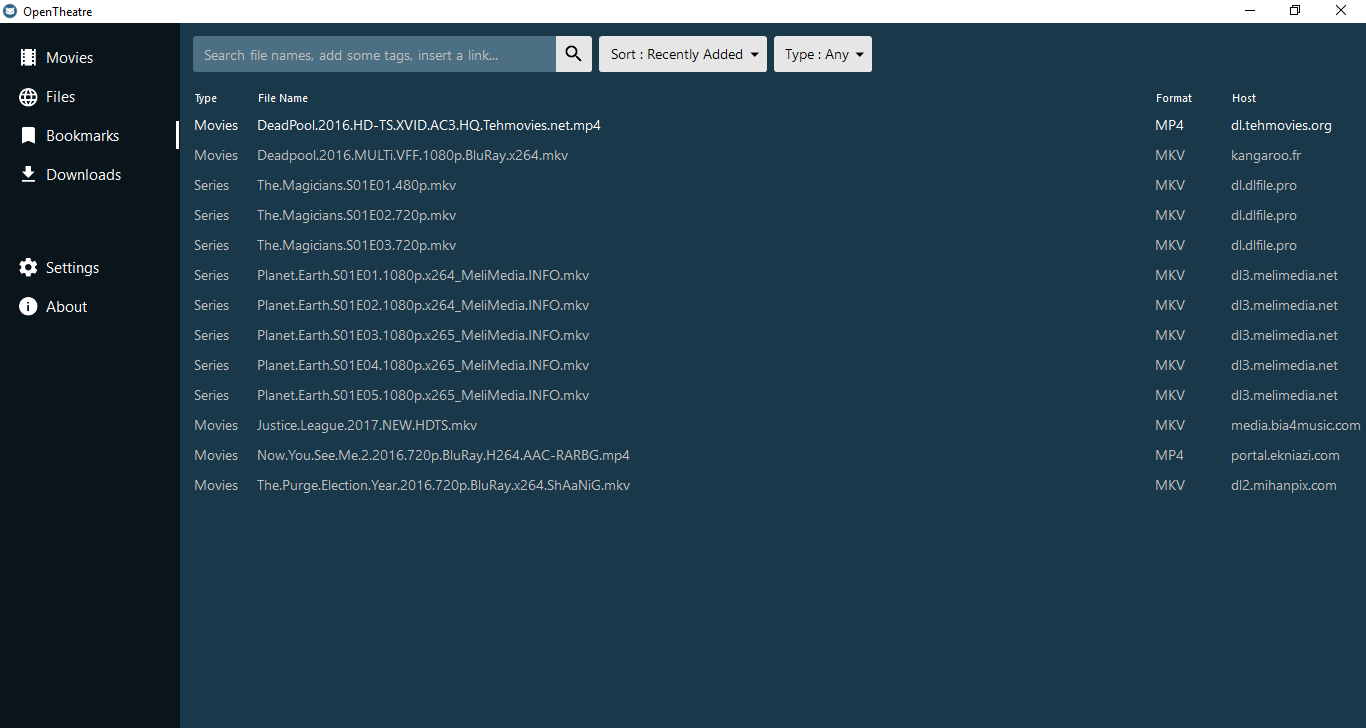 OpenTheatre
Movies
Files
Bookmarks
Downloads
Settings
About
Search file names, add some tags, insert a link...
Sort : Recently Added
Type : Any
Type File Name Format Host
Movies DeadPool.2016.HD-TS.XVID.AC3.HQ.Tehmovies.net.mp4 MP4 dl.tehmovies.org
Movies Deadpool.2016.MULTi.VFF.1080p.BluRay.x264.mkv MKV kangaroo.fr
Series The.Magicians.S01E01.480p.mkv MKV dl.dlfile.pro
Series The.Magicians.S01E02.720p.mkv MKV dl.dlfile.pro
Series The.Magicians.S01E03.720p.mkv MKV dl.dlfile.pro
Series Planet.Earth.S01E01.1080p.x264_MeliMedia.INFO.mkv MKV dl3.melimedia.net
Series Planet.Earth.S01E02.1080p.x264_MeliMedia.INFO.mkv MKV dl3.melimedia.net
Series Planet.Earth.S01E03.1080p.x265_MeliMedia.INFO.mkv MKV dl3.melimedia.net
Series Planet.Earth.S01E04.1080p.x265_MeliMedia.INFO.mkv MKV dl3.melimedia.net
Series Planet.Earth.S01E05.1080p.x265_MeliMedia.INFO.mkv MKV dl3.melimedia.net
Movies Justice.League.2017.NEW.HDTS.mkv MKV media.bia4music.com
Movies Now.You.See.Me.2.2016.720p.BluRay.H264.AAC-RARBG.mp4 MP4 portal.ekniazi.com
Movies The.Purge.Election.Year.2016.720p.BluRay.x264.ShAaNiG.mkv MKV dl2.mihanpix.com